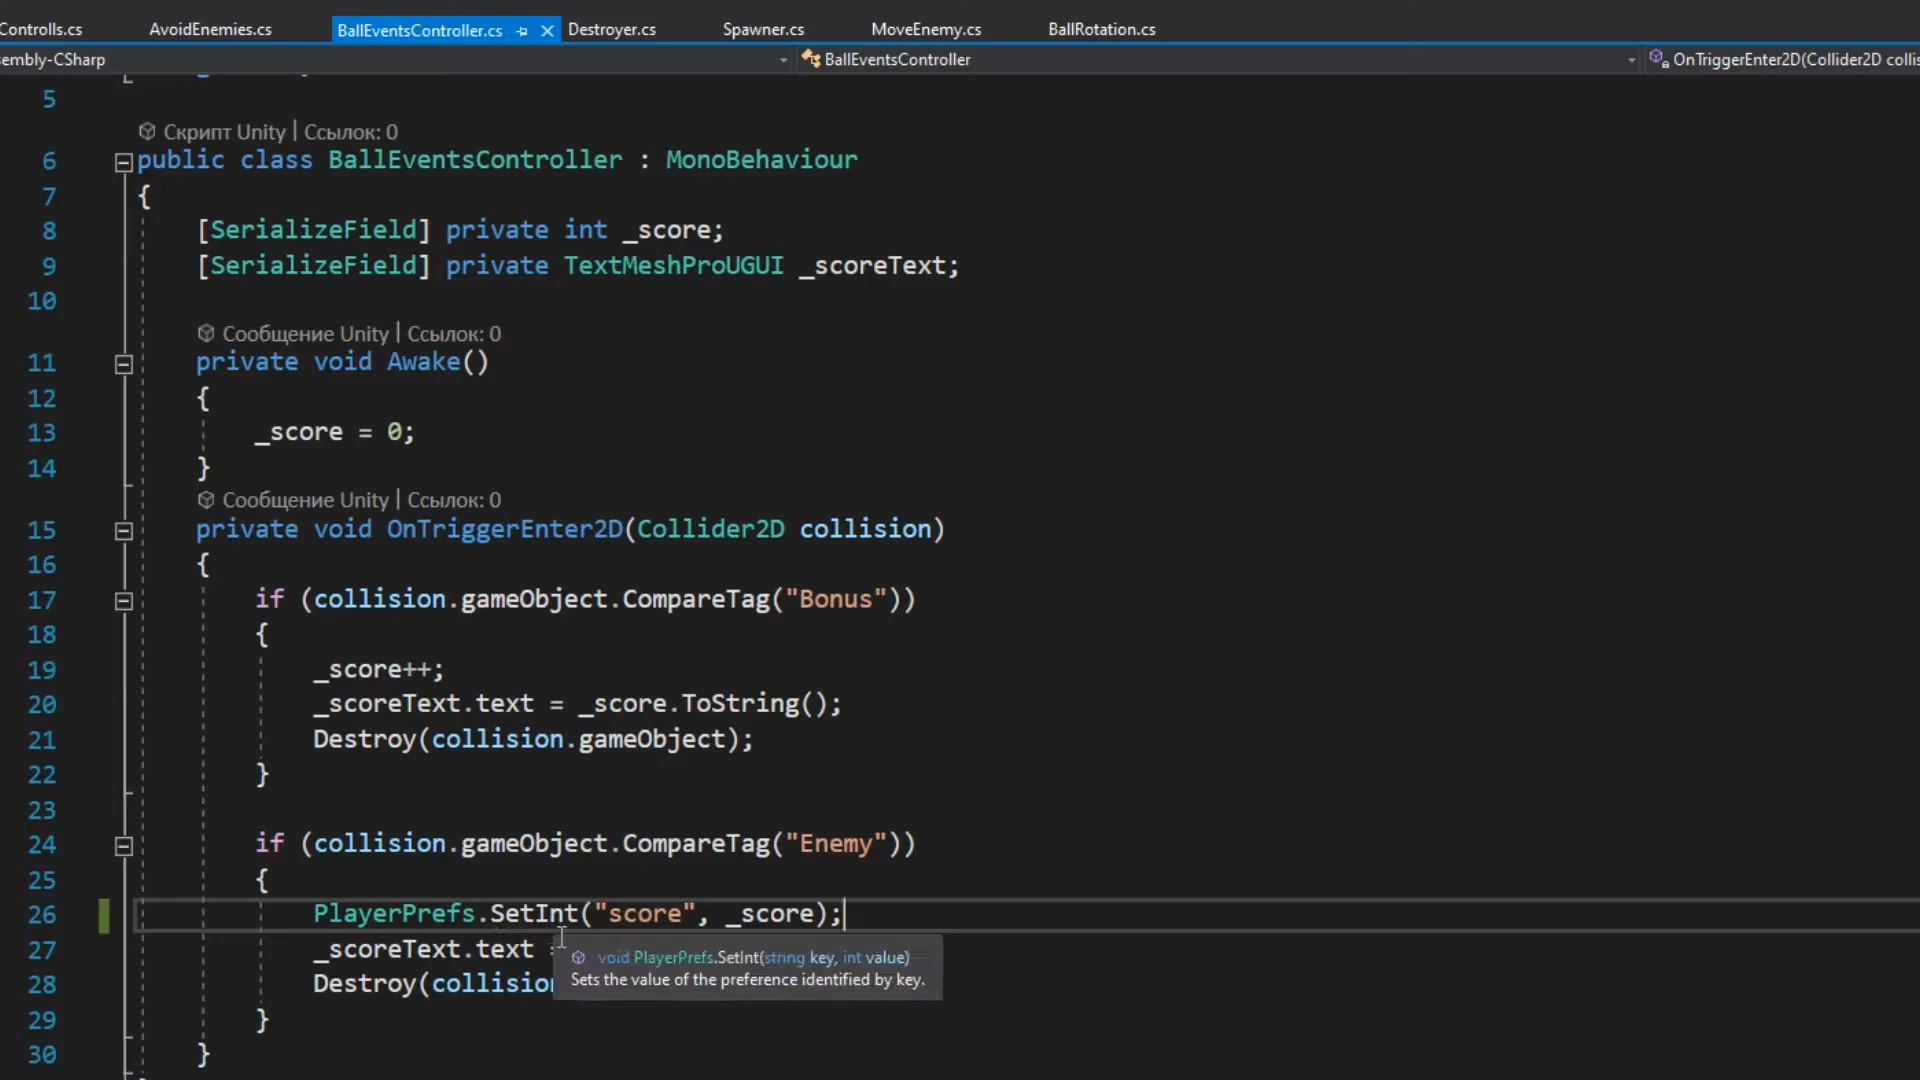 Controlls.cs AvoidEnemies.cs BallEventsController.cs Destroyer.cs Spawner.cs MoveEnemy.cs BallRotation.cs
embly-CSharp BallEventsController OnTriggerEnter2D(Collider2D collis
5
Скрипт Unity | Ссылок: 0
6 public class BallEventsController : MonoBehaviour
7 {
8 [SerializeField] private int _score;
9 [SerializeField] private TextMeshProUGUI _scoreText;
10
Сообщение Unity | Ссылок: 0
11 private void Awake()
12 {
13 _score = 0;
14 }
Сообщение Unity | Ссылок: 0
15 private void OnTriggerEnter2D(Collider2D collision)
16 {
17 if (collision.gameObject.CompareTag("Bonus"))
18 {
19 _score++;
20 _scoreText.text = _score.ToString();
21 Destroy(collision.gameObject);
22 }
23
24 if (collision.gameObject.CompareTag("Enemy"))
25 {
26 PlayerPrefs.SetInt("score", _score);
27 _scoreText.text =
void PlayerPrefs.SetInt(string key, int value)
Sets the value of the preference identified by key.
28 Destroy(collision
29 }
30 }